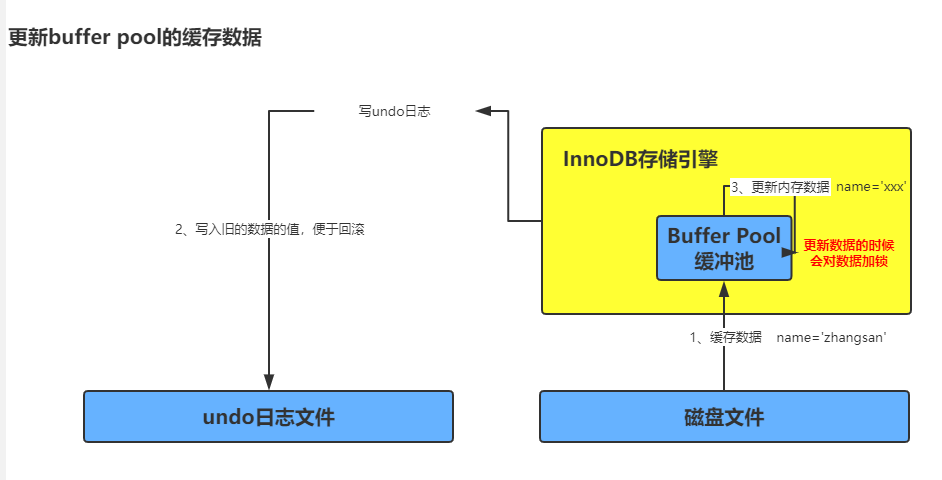 更新buffer pool的缓存数据
写undo日志
InnoDB存储引擎
3、更新内存数据 name='xxx'
Buffer Pool
缓冲池
更新数据的时候
会对数据加锁
2、写入旧的数据的值，便于回滚
1、缓存数据 name='zhangsan'
undo日志文件
磁盘文件